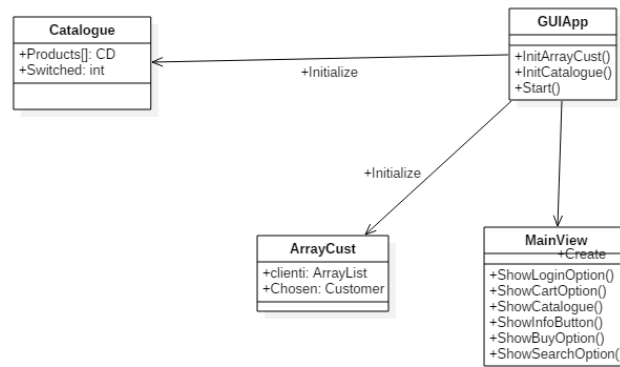 Catalogue
+Products[]: CD
+Switched: int
GUIApp
+InitArrayCust()
+InitCatalogue()
+Start()
+Initialize
+Initialize
ArrayCust
+clienti: ArrayList
+Chosen: Customer
MainView
+Create
+ShowLoginOption()
+ShowCartOption()
+ShowCatalogue()
+ShowInfoButton()
+ShowBuyOption()
+ShowSearchOption()